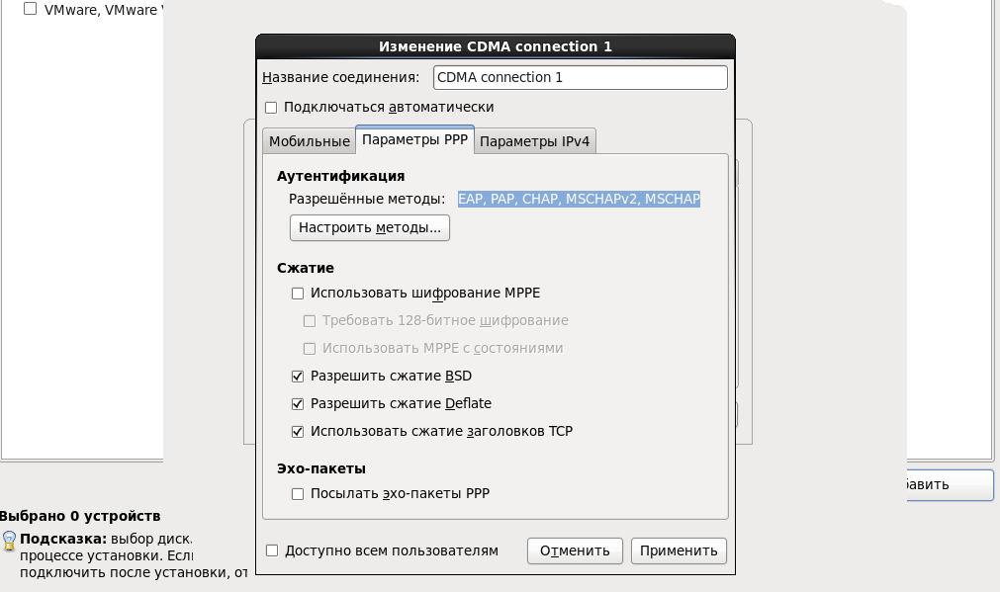 VMware, VMware
Изменение CDMA connection 1
Название соединения: CDMA connection 1
Подключаться автоматически
Мобильные Параметры PPP Параметры IPv4
Аутентификация
Разрешённые методы: EAP, PAP, CHAP, MSCHAPv2, MSCHAP
Настроить методы...
Сжатие
Использовать шифрование MPPE
Требовать 128-битное шифрование
Использовать MPPE с состояниями
Разрешить сжатие BSD
Разрешить сжатие Deflate
Использовать сжатие заголовков TCP
Эхо-пакеты
Посылать эхо-пакеты PPP
бавить
Выбрано 0 устройств
Подсказка: выбор диск
процессе установки. Если
подключить после установки, от
Доступно всем пользователям Отменить Применить